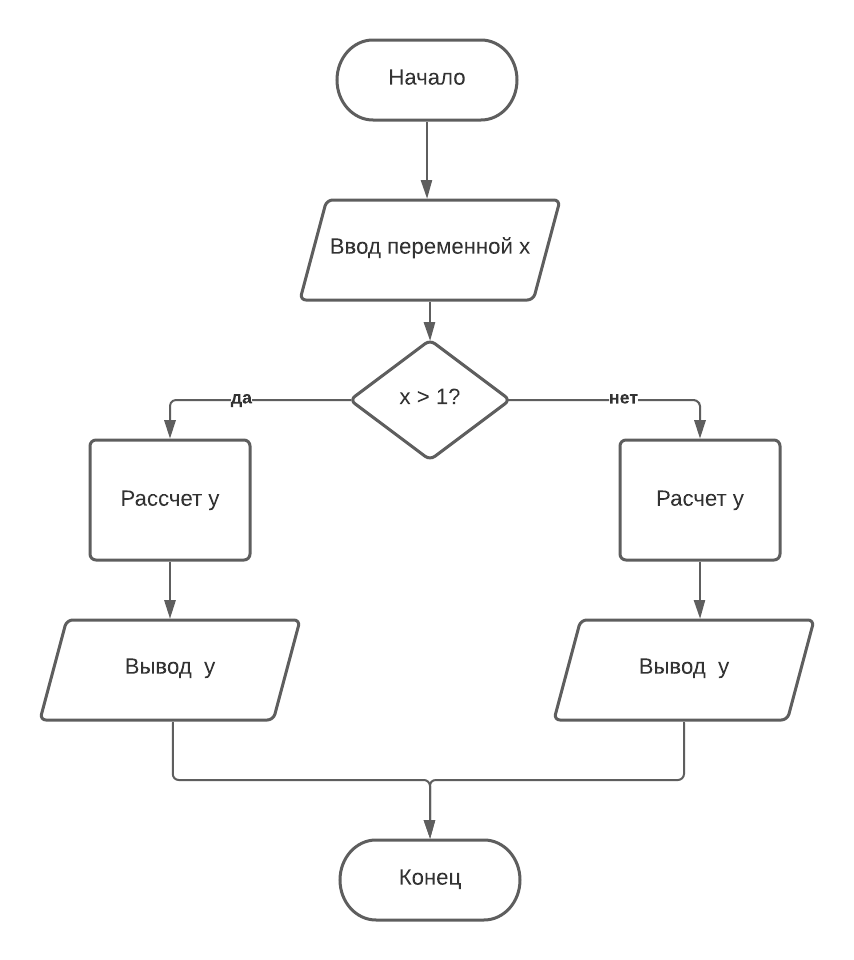 Начало
Ввод переменной x
x > 1?
да
нет
Рассчет y
Расчет y
Вывод  y
Вывод  y
Конец